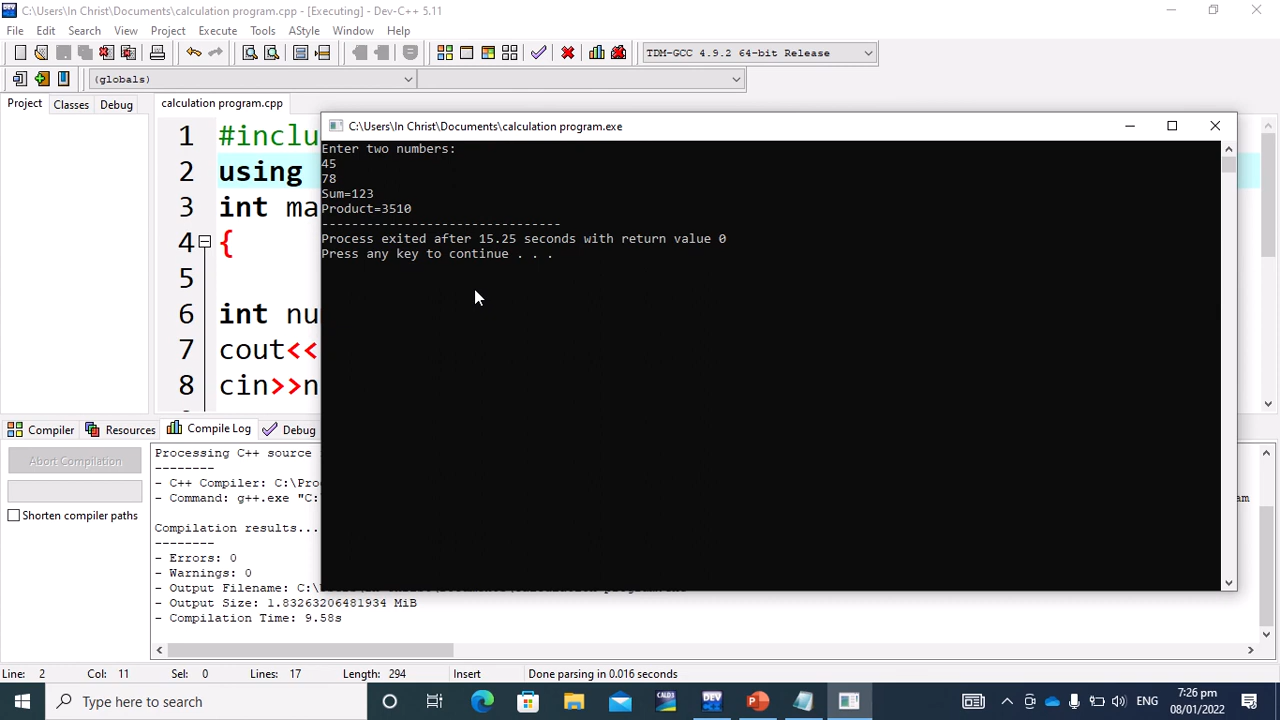 C:\Users\In Christ\Documents\calculation program.cpp - [Executing] - Dev-C++ 5.11
File Edit Search View Project Execute Tools AStyle Window Help
TDM-GCC 4.9.2 64-bit Release
(globals)
Project Classes Debug
calculation program.cpp
1 #inclu
2 using
3 int ma
4 {
5
6 int nu
7 cout<<
8 cin>>n
C:\Users\In Christ\Documents\calculation program.exe
Enter two numbers:
45
78
Sum=123
Product=3510
--------------------------------
Process exited after 15.25 seconds with return value 0
Press any key to continue . . .
Compiler Resources Compile Log Debug
Abort Compilation
Shorten compiler paths
Processing C++ source
--------
- C++ Compiler: C:\Pro
- Command: g++.exe "C:
am
Compilation results...
--------
- Errors: 0
- Warnings: 0
- Output Filename: C:\
- Output Size: 1.83263206481934 MiB
- Compilation Time: 9.58s
Line: 2 Col: 11 Sel: 0 Lines: 17 Length: 294 Insert Done parsing in 0.016 seconds
Type here to search
ENG
7:26 pm
08/01/2022